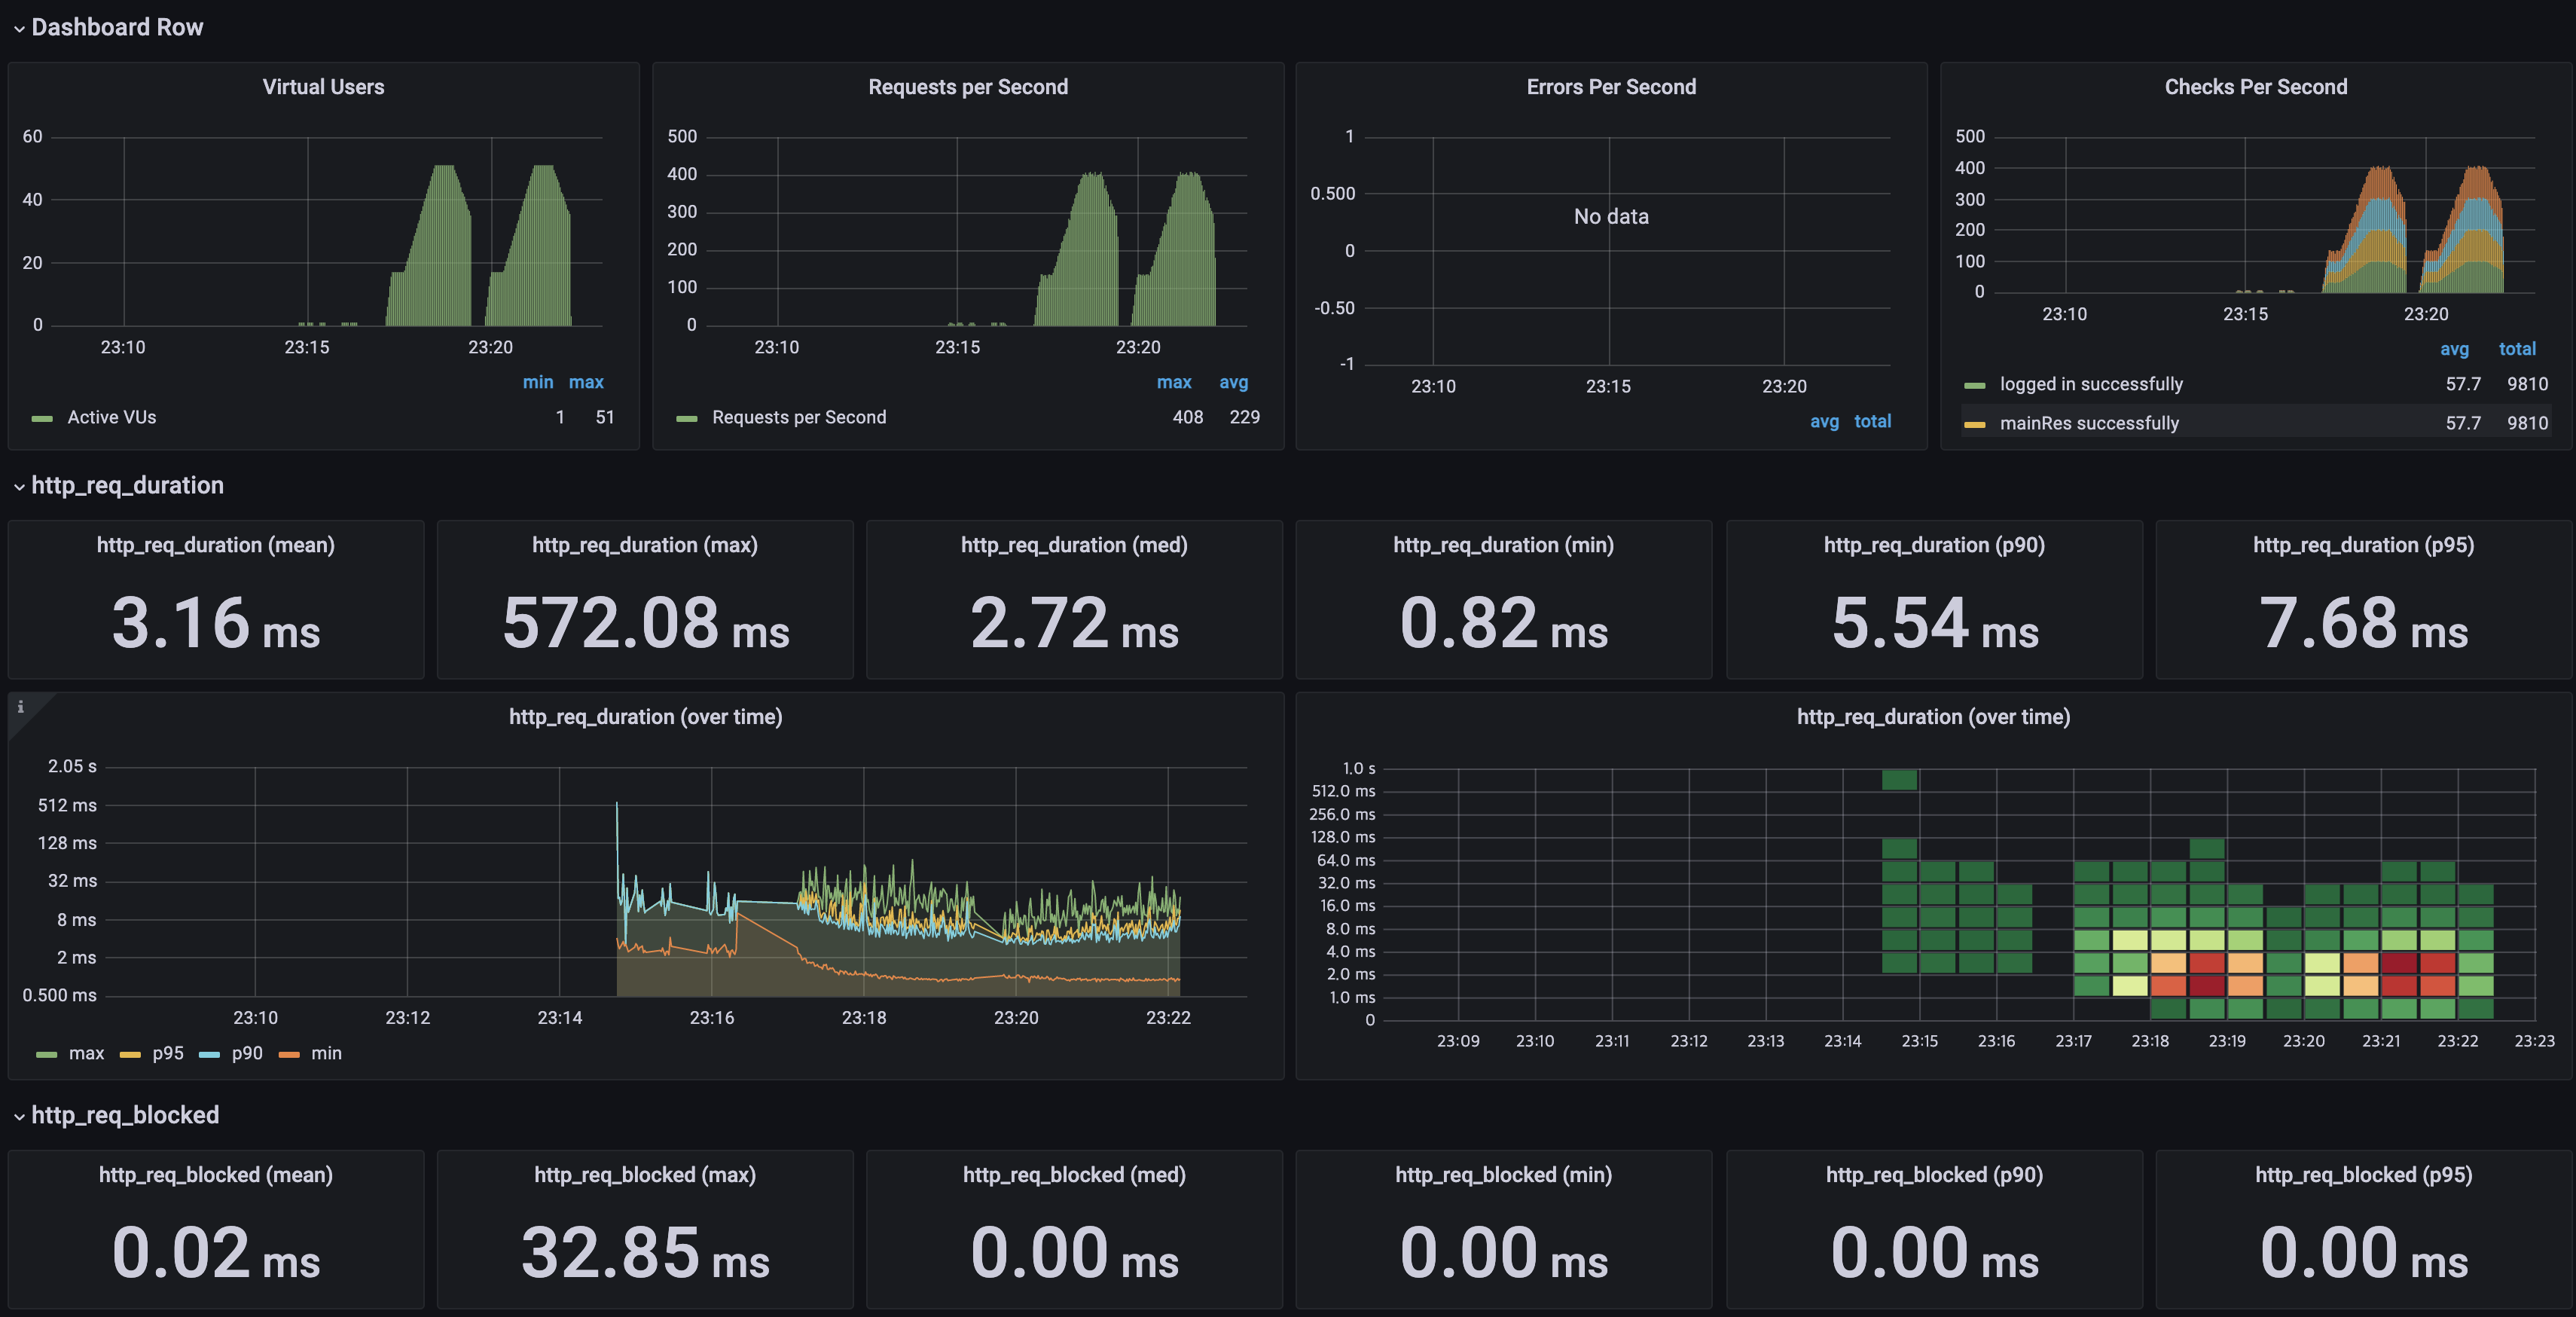 Dashboard Row
Virtual Users
60
40
20
0
23:10 23:15 23:20
min max
Active VUs 1 51
Requests per Second
500
400
300
200
100
0
23:10 23:15 23:20
max avg
Requests per Second 408 229
Errors Per Second
1
0.500
0
-0.50
-1
No data
23:10 23:15 23:20
avg total
Checks Per Second
500
400
300
200
100
0
23:10 23:15 23:20
avg total
logged in successfully 57.7 9810
mainRes successfully 57.7 9810
http_req_duration
http_req_duration (mean)
3.16 ms
http_req_duration (max)
572.08 ms
http_req_duration (med)
2.72 ms
http_req_duration (min)
0.82 ms
http_req_duration (p90)
5.54 ms
http_req_duration (p95)
7.68 ms
i
http_req_duration (over time)
2.05 s
512 ms
128 ms
32 ms
8 ms
2 ms
0.500 ms
23:10 23:12 23:14 23:16 23:18 23:20 23:22
max p95 p90 min
http_req_duration (over time)
1.0 s
512.0 ms
256.0 ms
128.0 ms
64.0 ms
32.0 ms
16.0 ms
8.0 ms
4.0 ms
2.0 ms
1.0 ms
0
23:09 23:10 23:11 23:12 23:13 23:14 23:15 23:16 23:17 23:18 23:19 23:20 23:21 23:22 23:23
http_req_blocked
http_req_blocked (mean)
0.02 ms
http_req_blocked (max)
32.85 ms
http_req_blocked (med)
0.00 ms
http_req_blocked (min)
0.00 ms
http_req_blocked (p90)
0.00 ms
http_req_blocked (p95)
0.00 ms